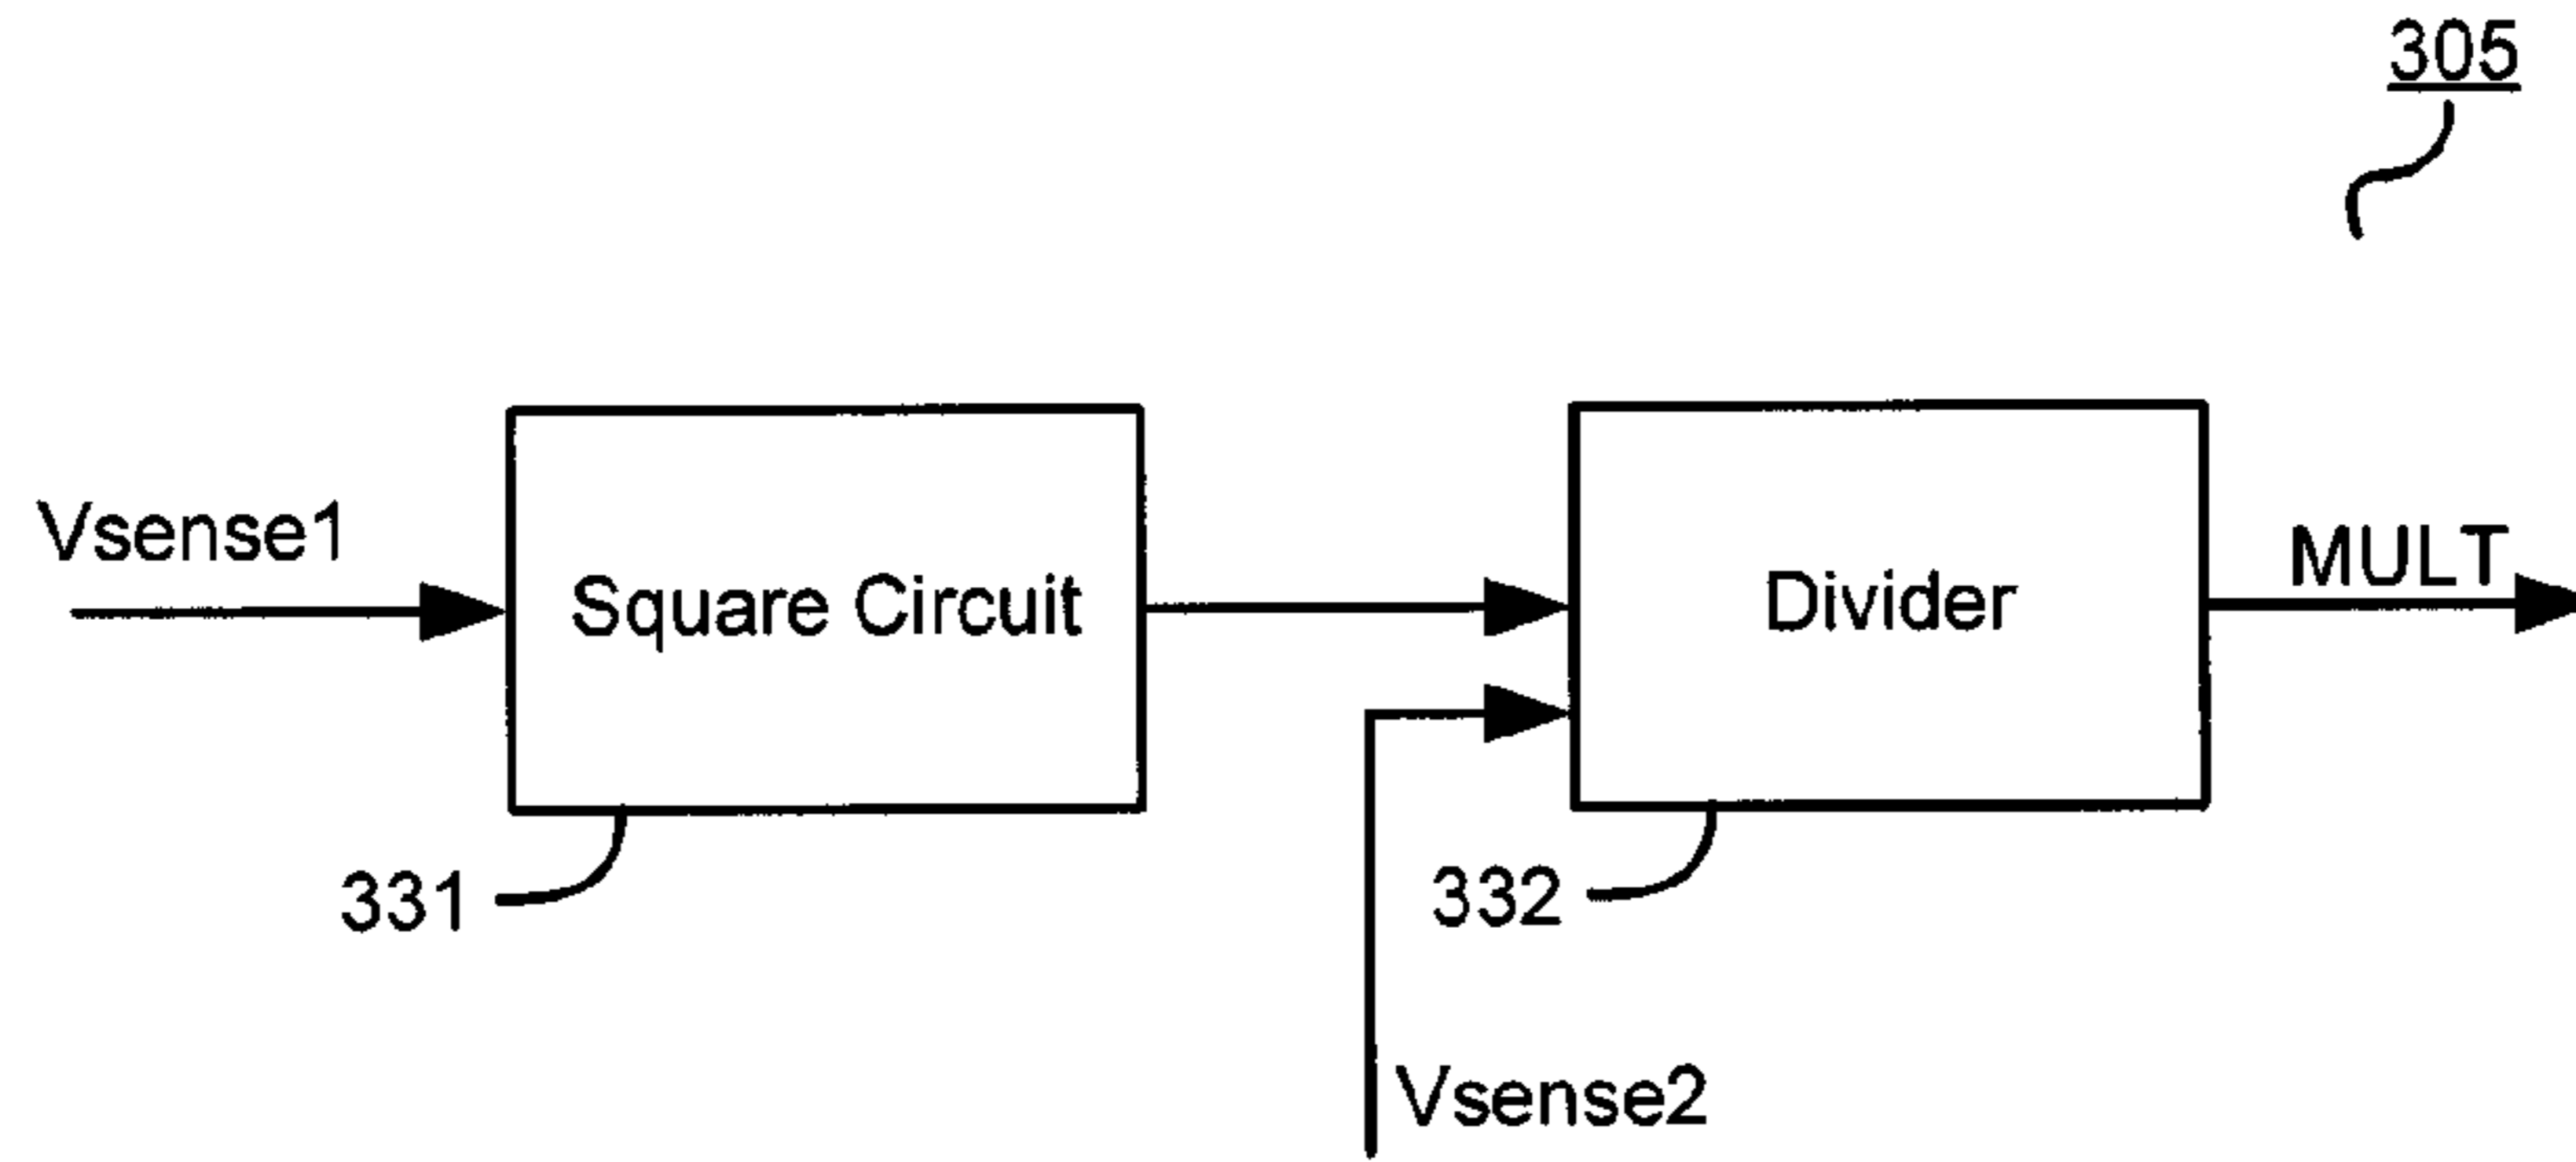 305
Vsense1
Square Circuit
Divider
MULT
331
332
Vsense2